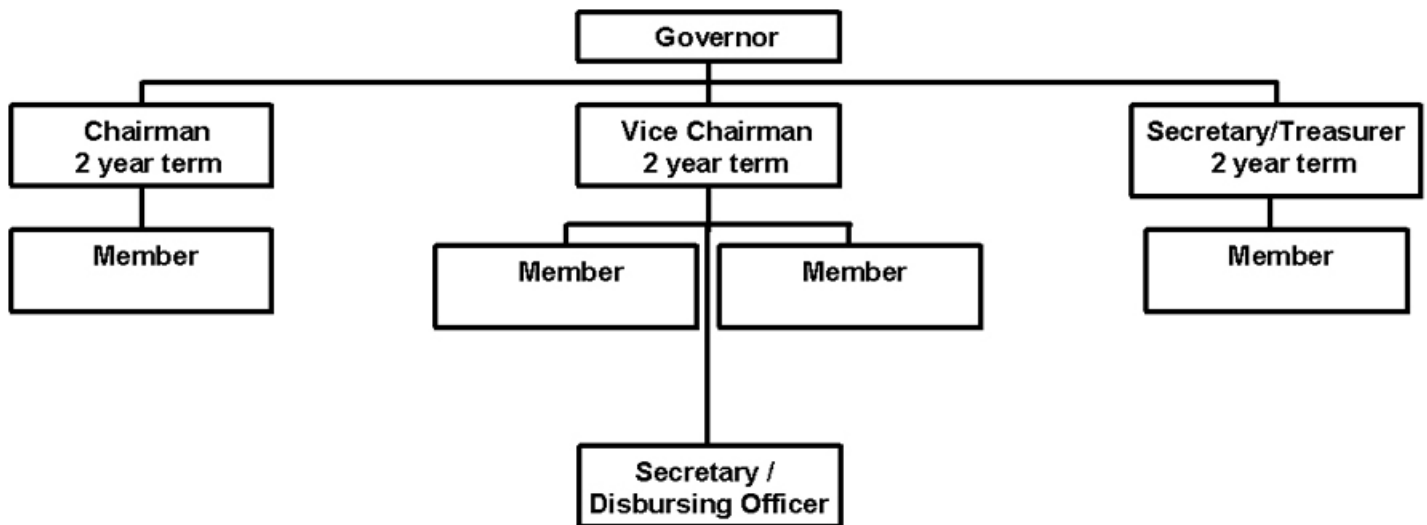 Governor
Chairman
2 year term
Vice Chairman
2 year term
Secretary/Treasurer
2 year term
Member
Member
Member
Member
Secretary /
Disbursing Officer